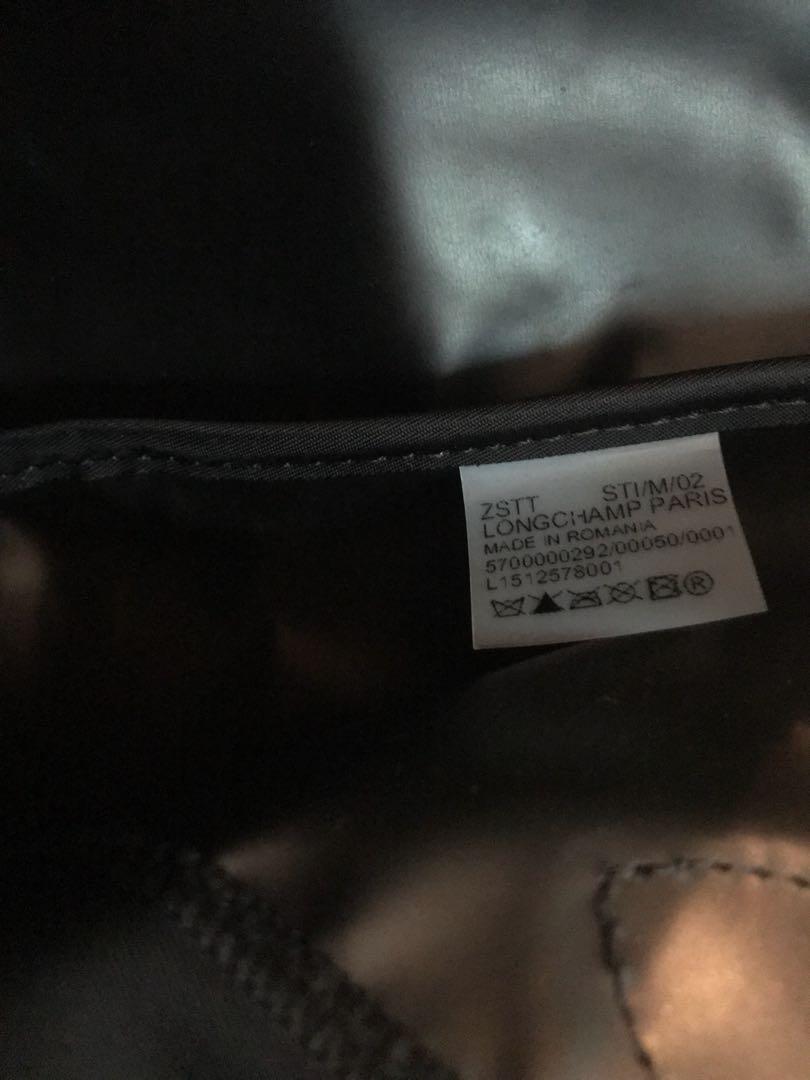 ZSTT STI/M/02
LONGCHAMP PARIS
MADE IN ROMANIA
5700000292/00050/0001
L1512578001
®